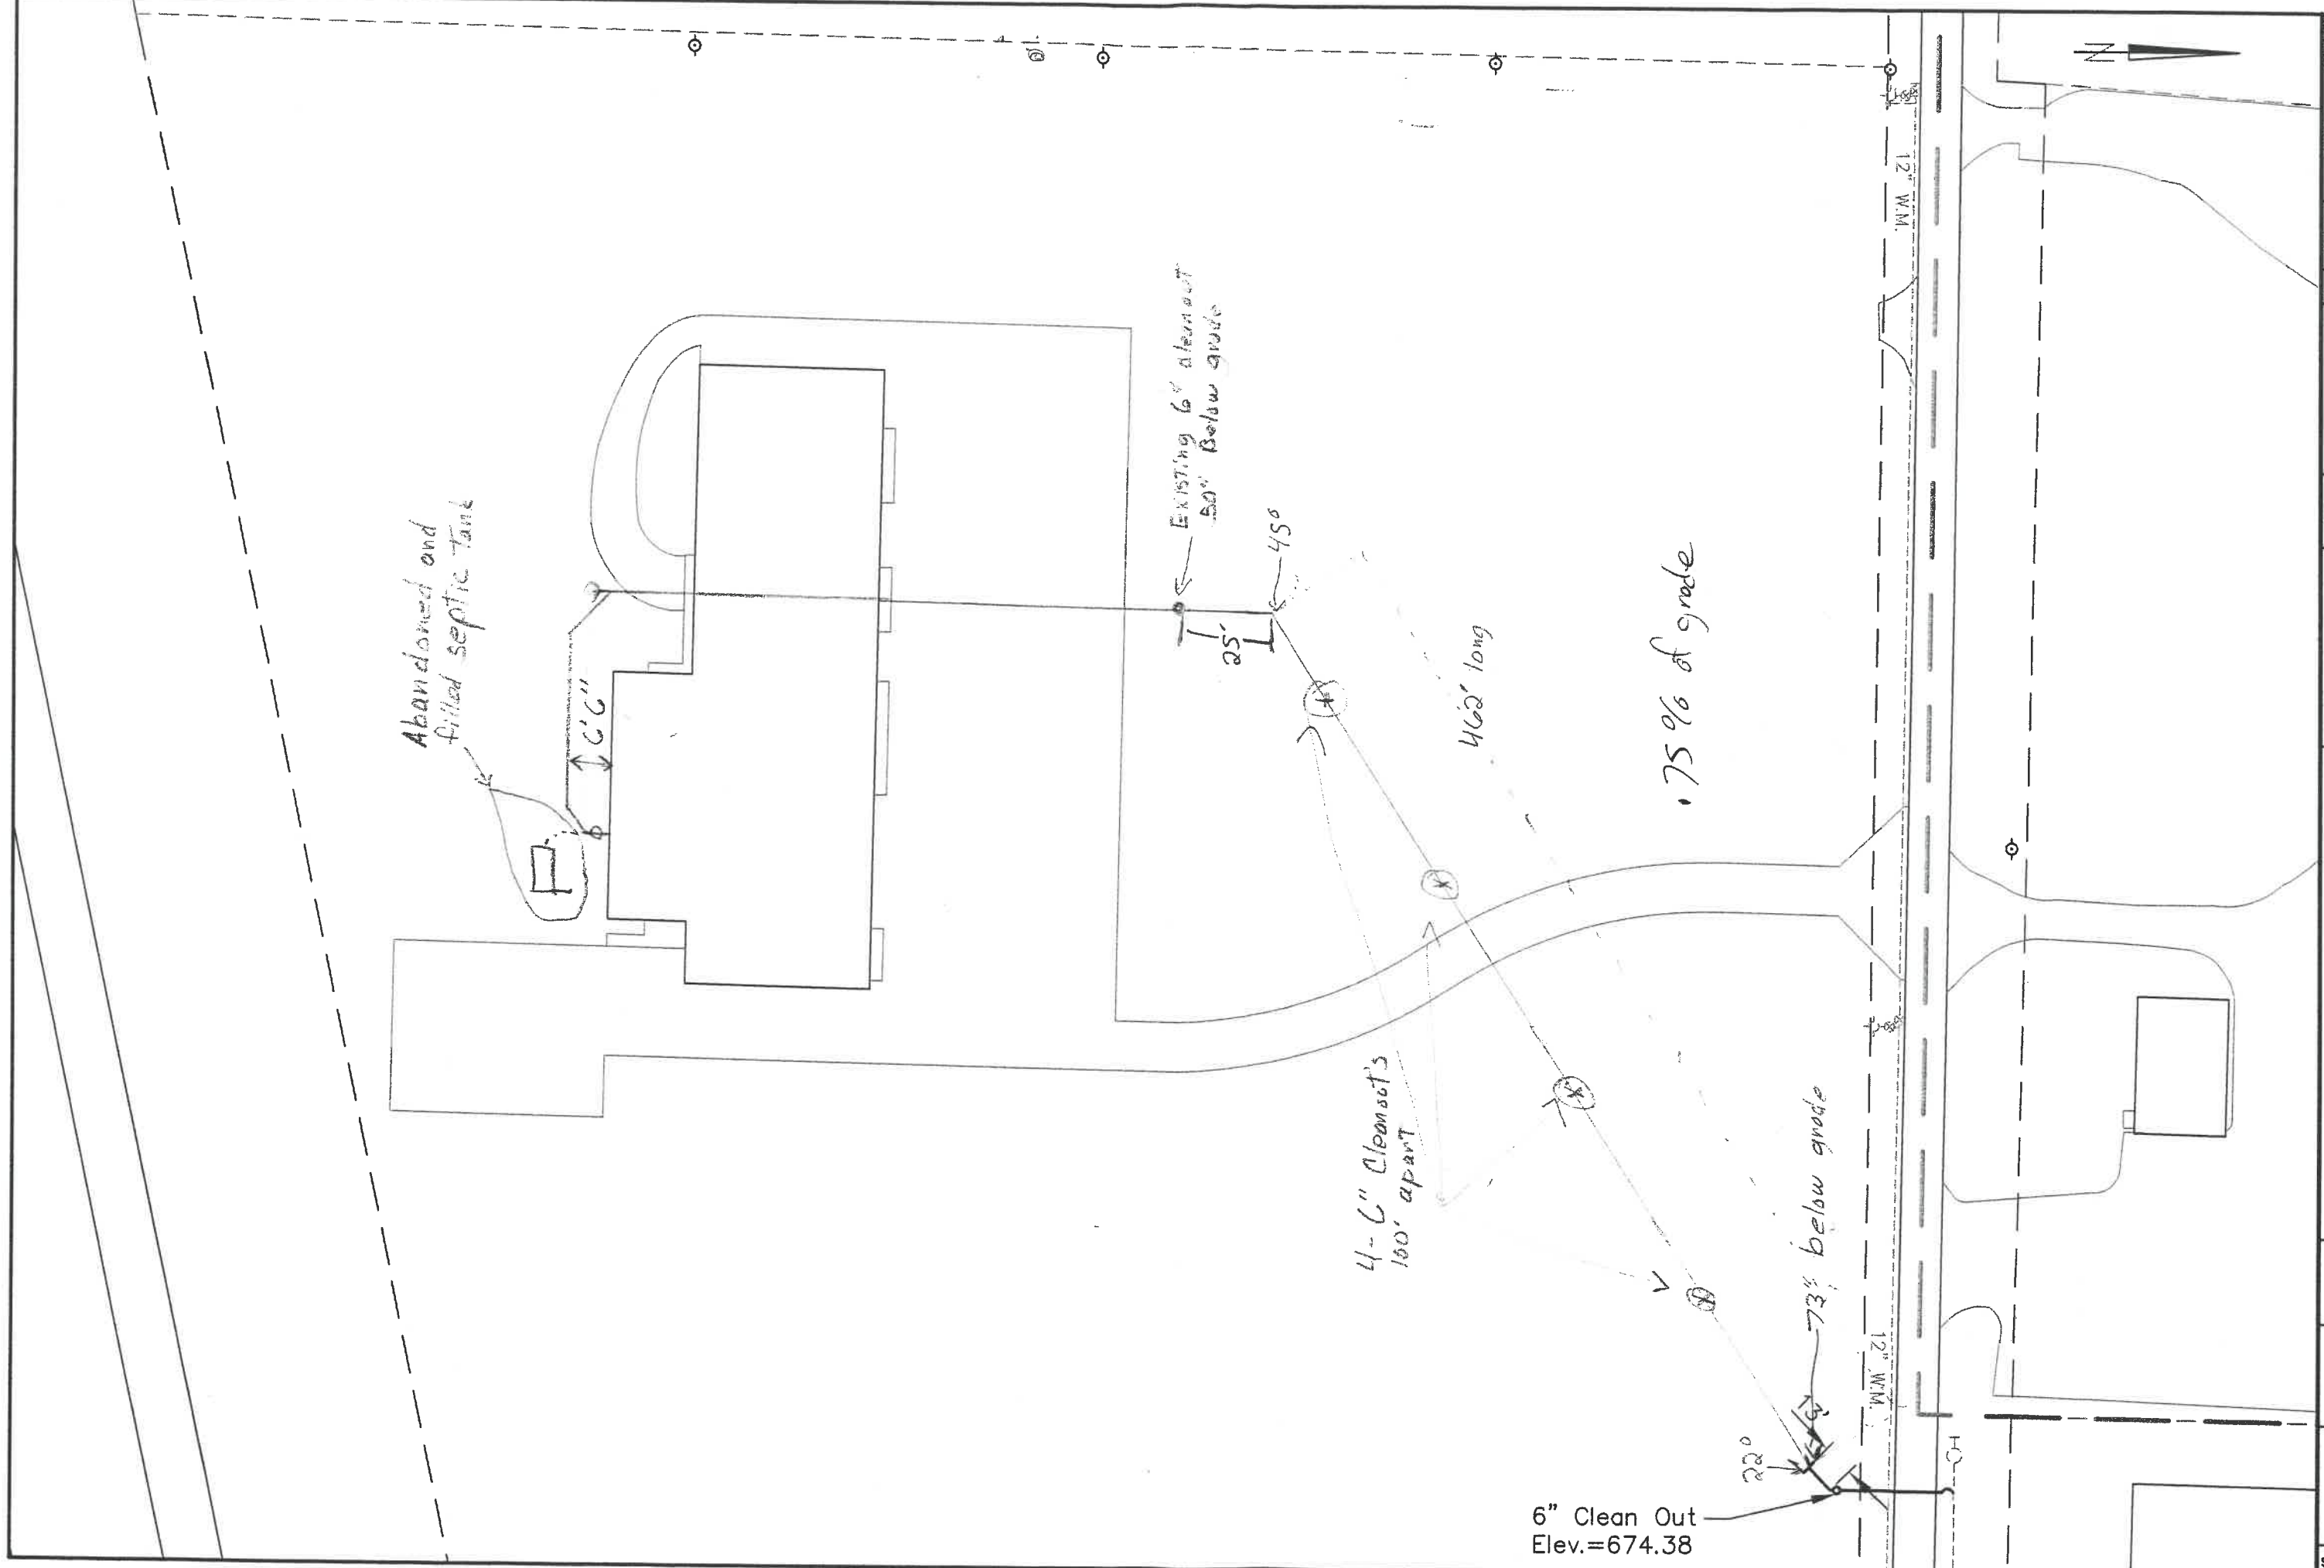 N
12" W.M.
Existing 6" cleanout
50" Below grade
Abandoned and
filled septic Tank
6'6"
45°
25'
462' long
.75 % of grade
4-6" Cleanout's
100' apart
73" below grade
12" W.M.
22°
6" Clean Out
Elev.=674.38